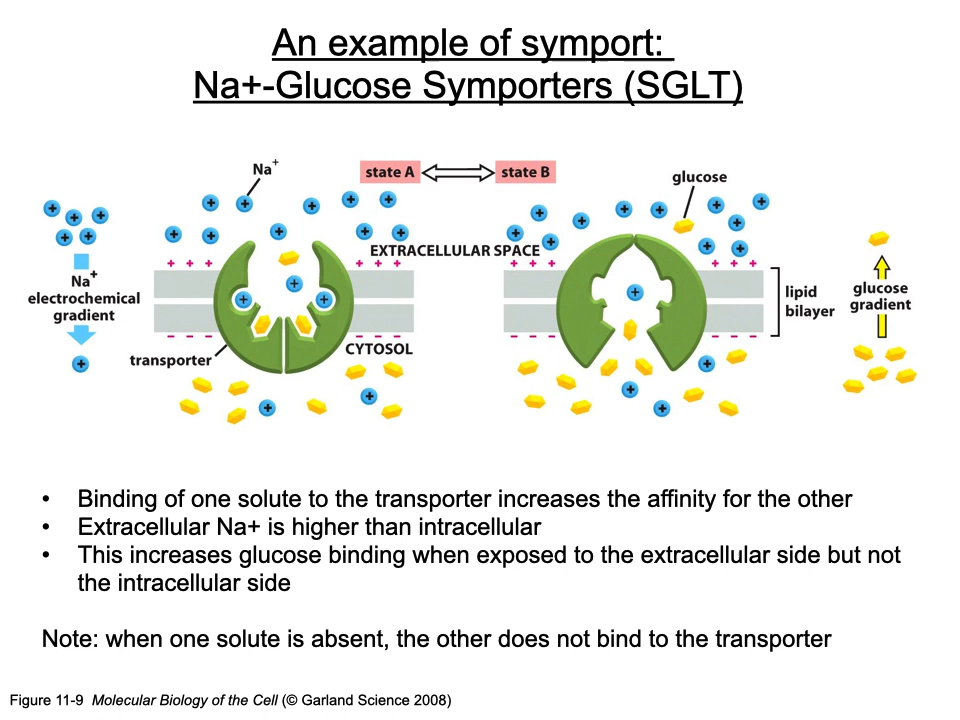 An example of symport:
Na+-Glucose Symporters (SGLT)
Na+
state A
state B
glucose
EXTRACELLULAR SPACE
Na+
electrochemical
gradient
lipid
bilayer
glucose
gradient
transporter
CYTOSOL
• Binding of one solute to the transporter increases the affinity for the other
• Extracellular Na+ is higher than intracellular
• This increases glucose binding when exposed to the extracellular side but not
the intracellular side
Note: when one solute is absent, the other does not bind to the transporter
Figure 11-9 Molecular Biology of the Cell (© Garland Science 2008)